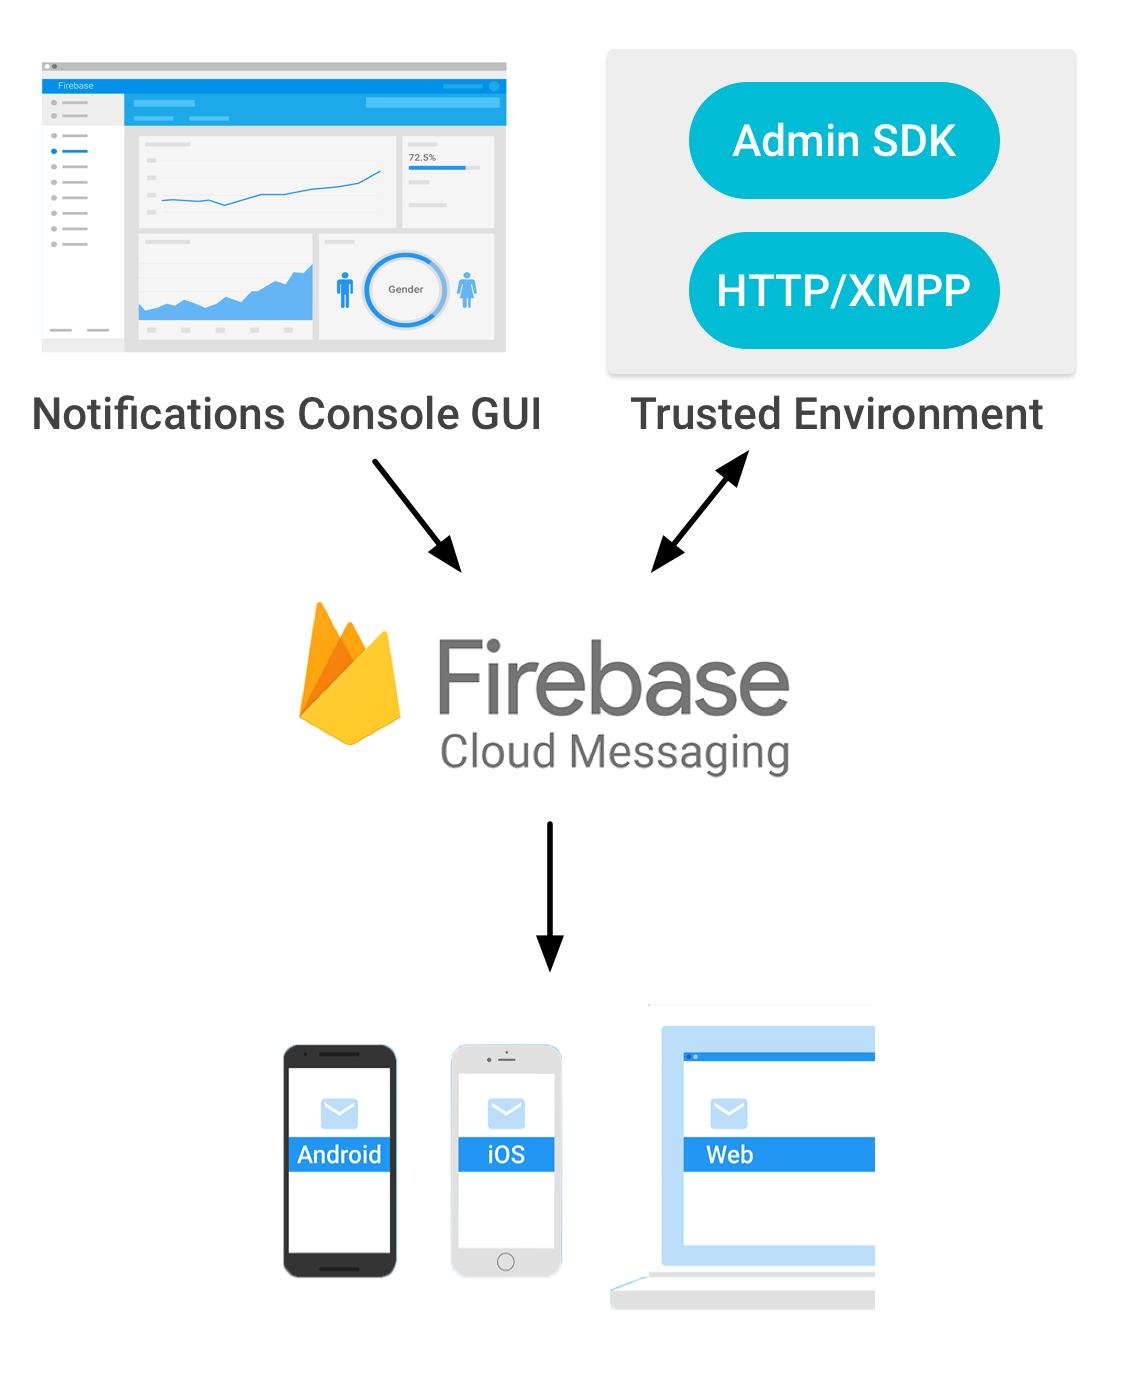 Firebase
72.5%
Gender
Admin SDK
HTTP/XMPP
Notifications Console GUI
Trusted Environment
Firebase
Cloud Messaging
Android
iOS
Web